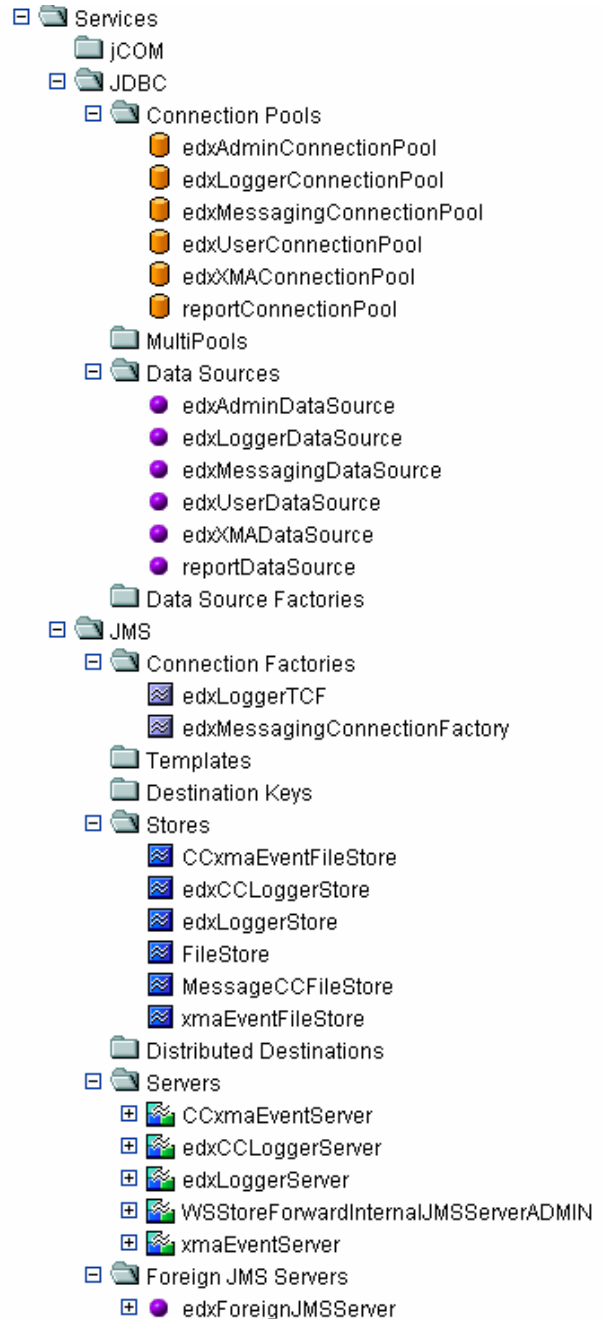 Services
jCOM
JDBC
Connection Pools
edxAdminConnectionPool
edxLoggerConnectionPool
edxMessagingConnectionPool
edxUserConnectionPool
edxXMAConnectionPool
reportConnectionPool
MultiPools
Data Sources
edxAdminDataSource
edxLoggerDataSource
edxMessagingDataSource
edxUserDataSource
edxXMADataSource
reportDataSource
Data Source Factories
JMS
Connection Factories
edxLoggerTCF
edxMessagingConnectionFactory
Templates
Destination Keys
Stores
CCxmaEventFileStore
edxCCLoggerStore
edxLoggerStore
FileStore
MessageCCFileStore
xmaEventFileStore
Distributed Destinations
Servers
CCxmaEventServer
edxCCLoggerServer
edxLoggerServer
WSStoreForwardInternalJMSServerADMIN
xmaEventServer
Foreign JMS Servers
edxForeignJMSServer